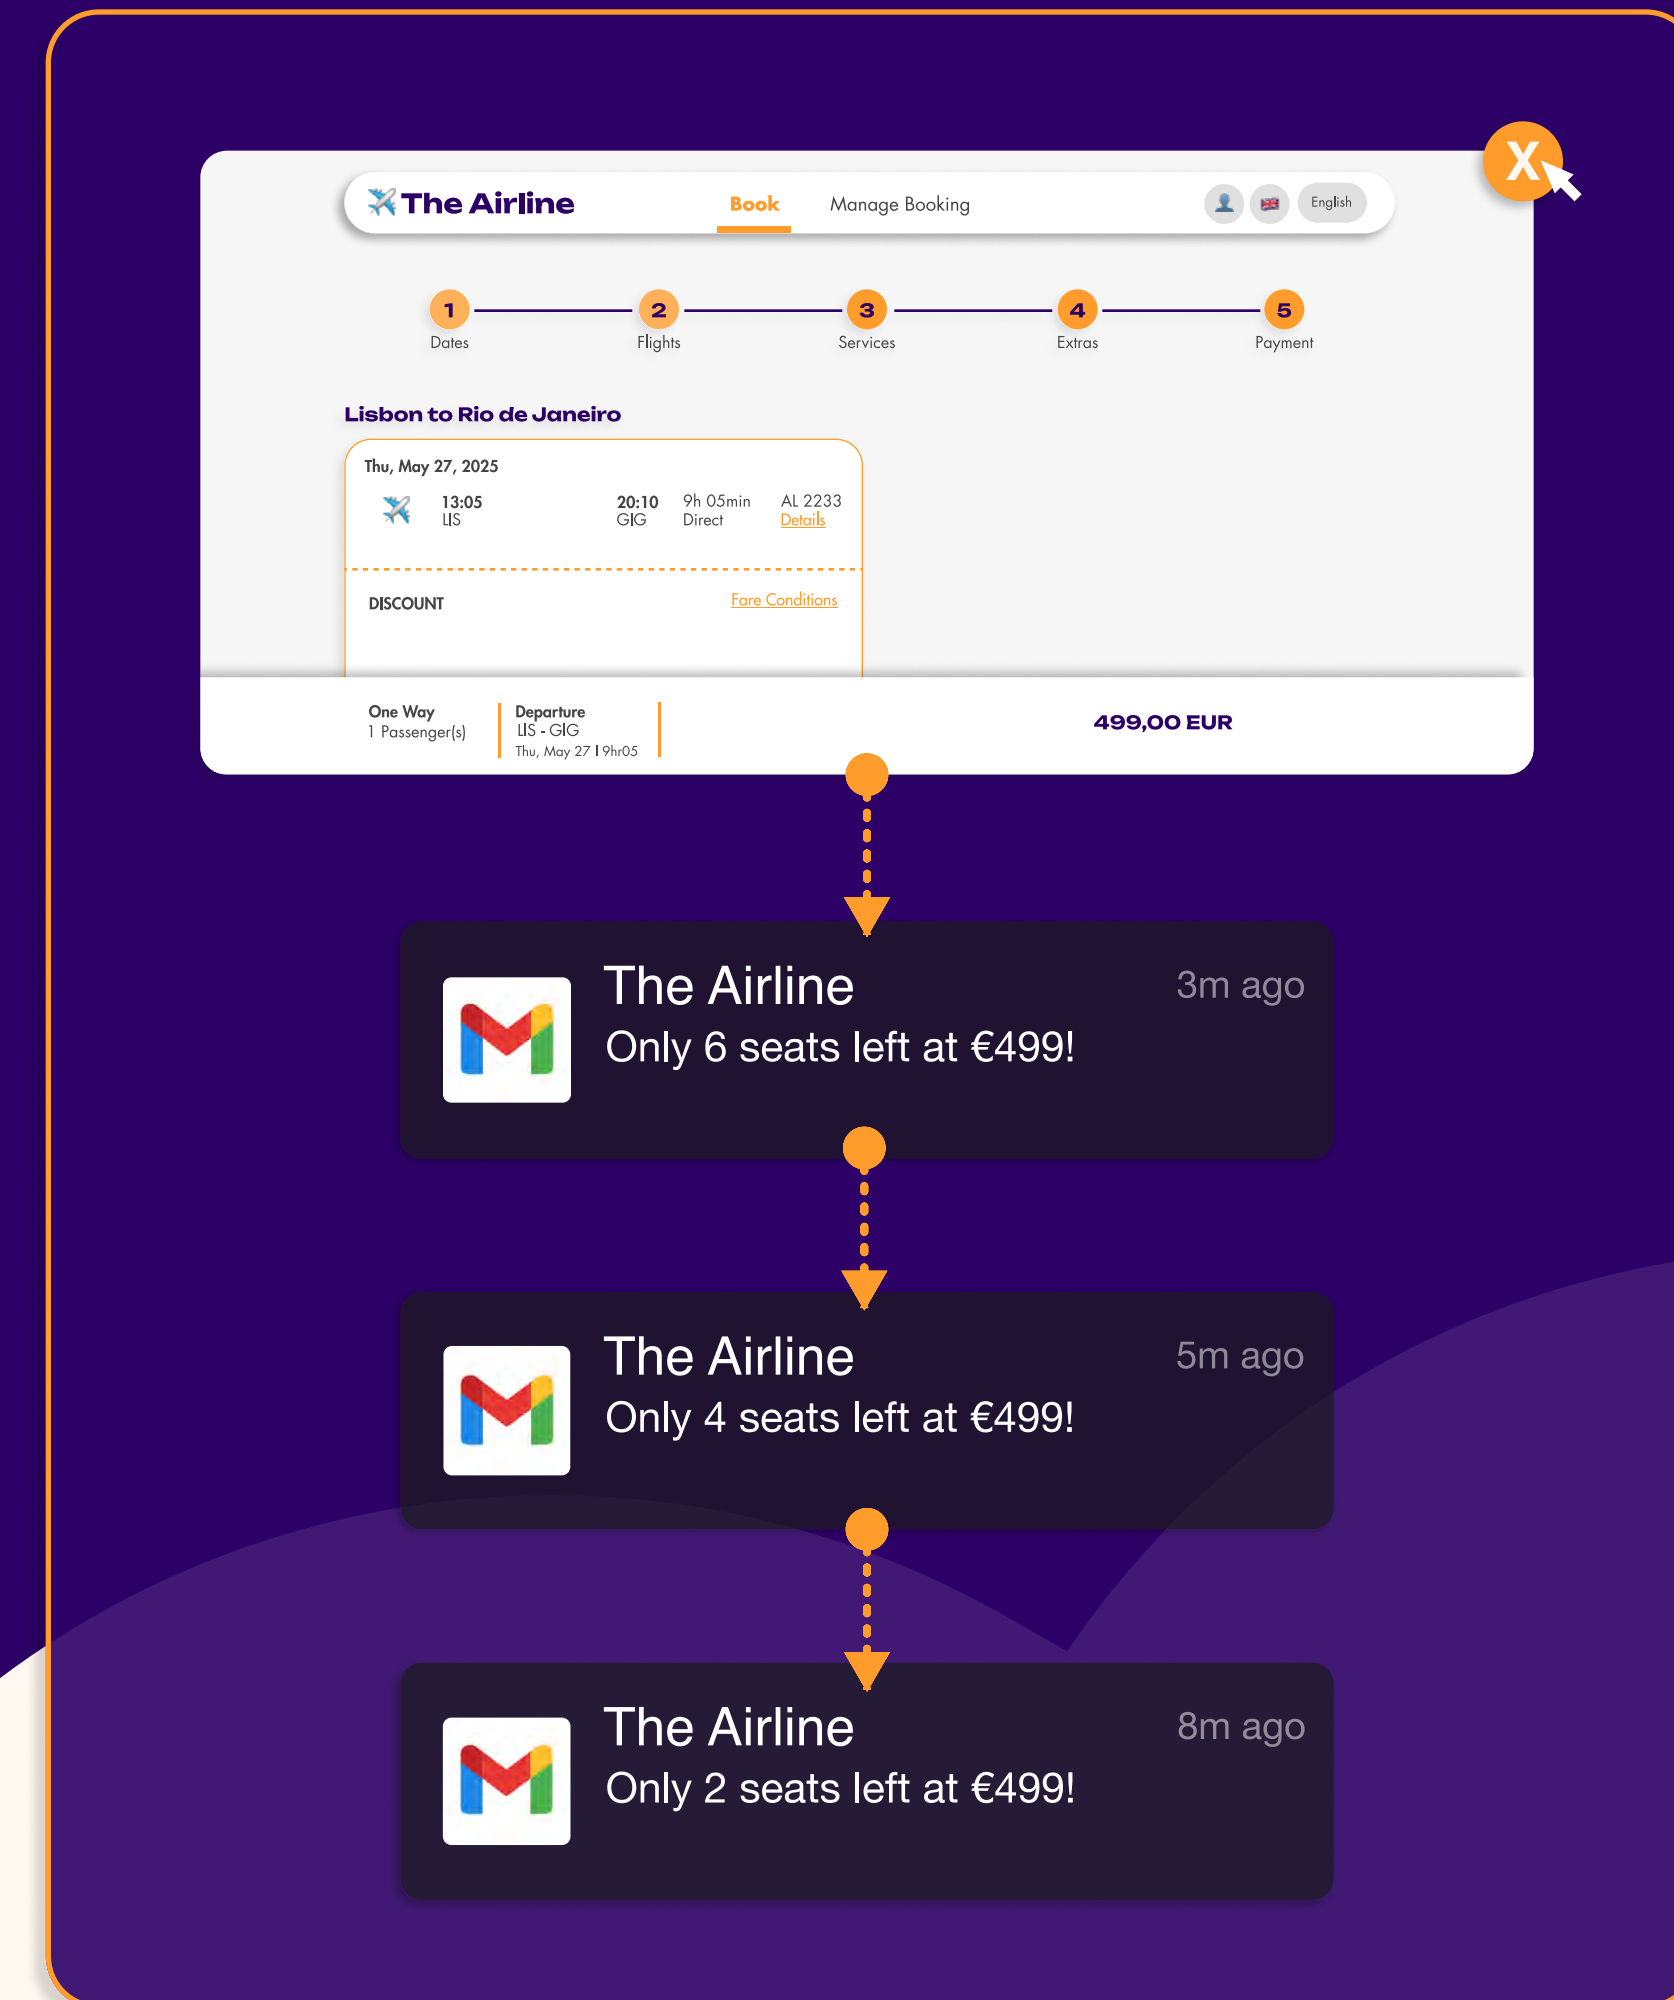 X
The Airline
Book
Manage Booking
English
1
2
3
4
5
Dates
Flights
Services
Extras
Payment
Lisbon to Rio de Janeiro
Thu, May 27, 2025
13:05 20:10 9h 05min AL 2233
LIS GIG Direct Details
DISCOUNT Fare Conditions
One Way
1 Passenger(s)
Departure
LIS - GIG
Thu, May 27 I 9hr05
499,00 EUR
The Airline 3m ago
Only 6 seats left at €499!
The Airline 5m ago
Only 4 seats left at €499!
The Airline 8m ago
Only 2 seats left at €499!